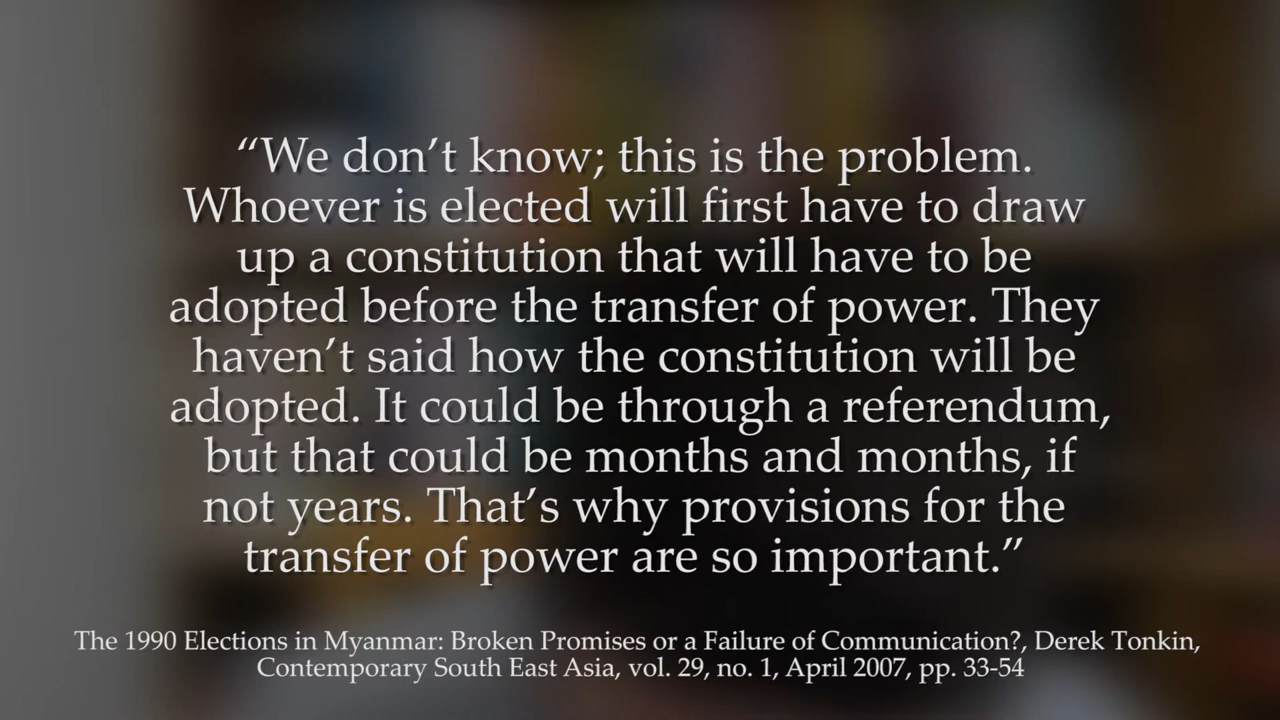 “We don’t know; this is the problem.
Whoever is elected will first have to draw
up a constitution that will have to be
adopted before the transfer of power. They
haven’t said how the constitution will be
adopted. It could be through a referendum,
but that could be months and months, if
not years. That’s why provisions for the
transfer of power are so important.”
The 1990 Elections in Myanmar: Broken Promises or a Failure of Communication?, Derek Tonkin,
Contemporary South East Asia, vol. 29, no. 1, April 2007, pp. 33-54